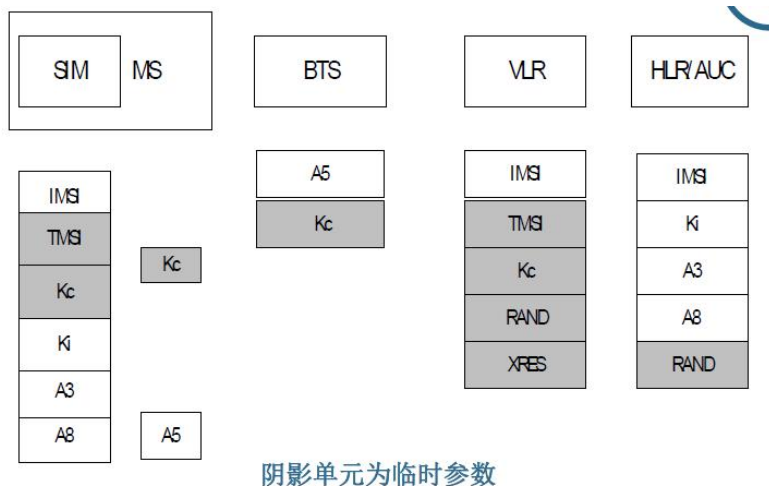 SIM MS BTS VLR HLR/AUC
IMSI
TMSI
Kc
Ki
A3
A8
Kc
A5
A5
Kc
IMSI
TMSI
Kc
RAND
XRES
IMSI
Ki
A3
A8
RAND
阴影单元为临时参数